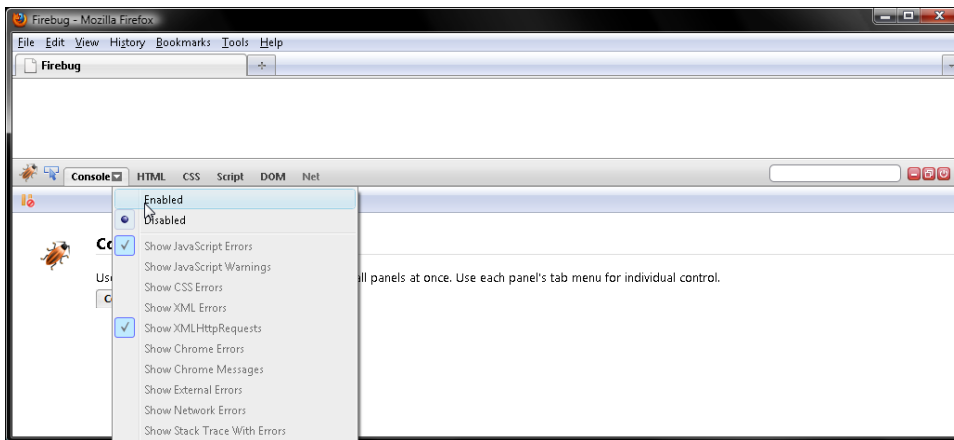 Firebug - Mozilla Firefox
File Edit View History Bookmarks Tools Help
Firebug
Console HTML CSS Script DOM Net
Enabled
Disabled
Show JavaScript Errors
all panels at once. Use each panel's tab menu for individual control.
Show JavaScript Warnings
Show CSS Errors
Show XML Errors
Show XMLHttpRequests
Show Chrome Errors
Show Chrome Messages
Show External Errors
Show Network Errors
Show Stack Trace With Errors